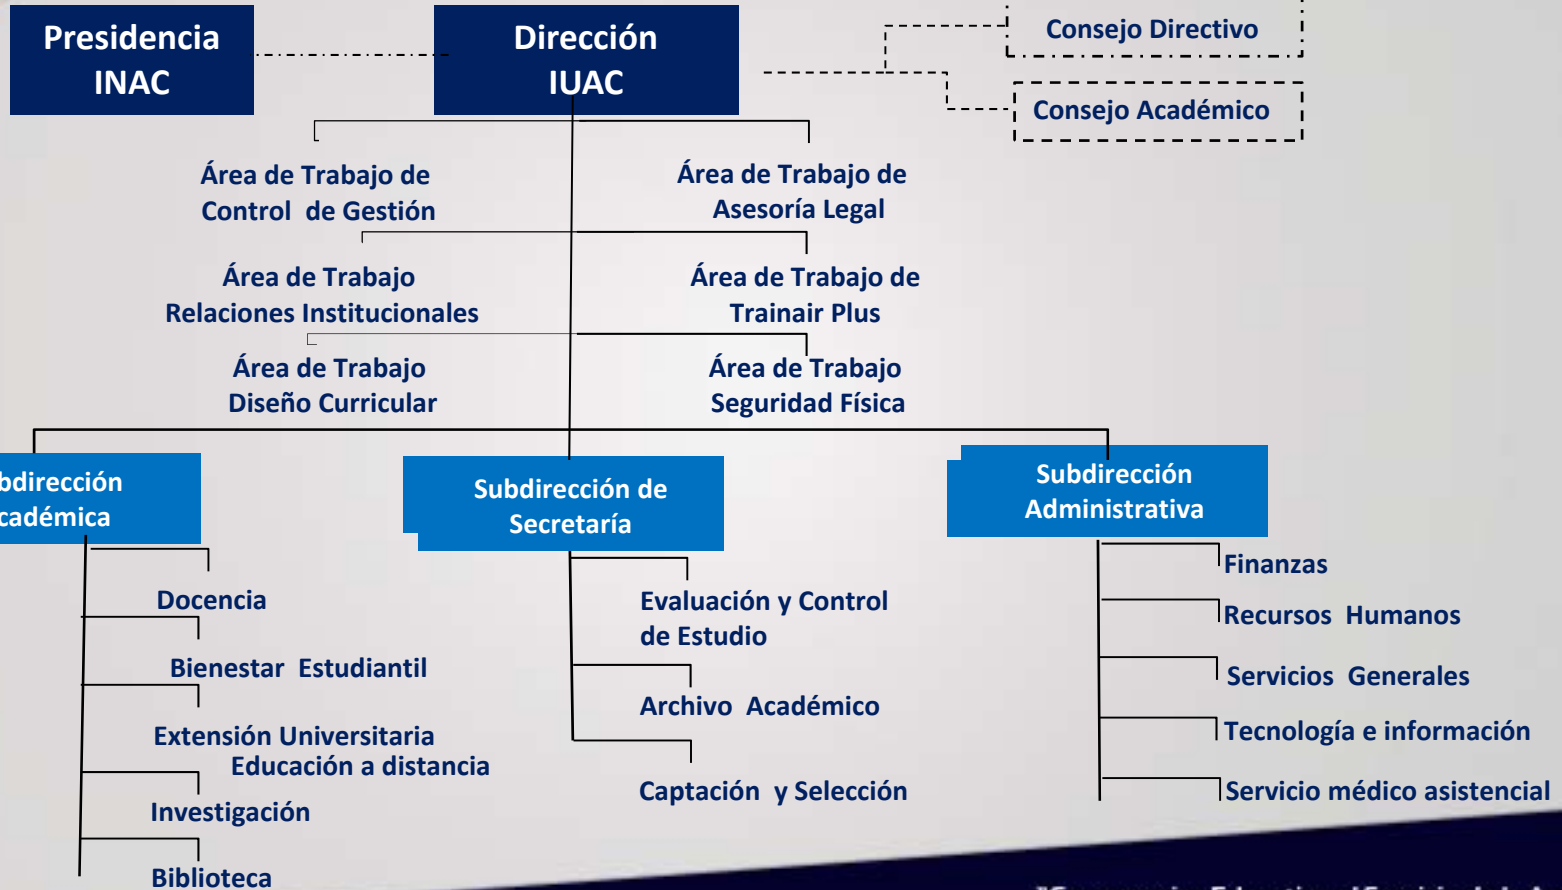 Presidencia
INAC
Dirección
IUAC
Consejo Directivo
Consejo Académico
Área de Trabajo de
Control de Gestión
Área de Trabajo de
Asesoría Legal
Área de Trabajo
Relaciones Institucionales
Área de Trabajo de
Trainair Plus
Área de Trabajo
Diseño Curricular
Área de Trabajo
Seguridad Física
bdirección
cadémica
Subdirección de
Secretaría
Subdirección
Administrativa
Docencia
Bienestar Estudiantil
Extensión Universitaria
Educación a distancia
Investigación
Biblioteca
Evaluación y Control
de Estudio
Archivo Académico
Captación y Selección
Finanzas
Recursos Humanos
Servicios Generales
Tecnología e información
Servicio médico asistencial